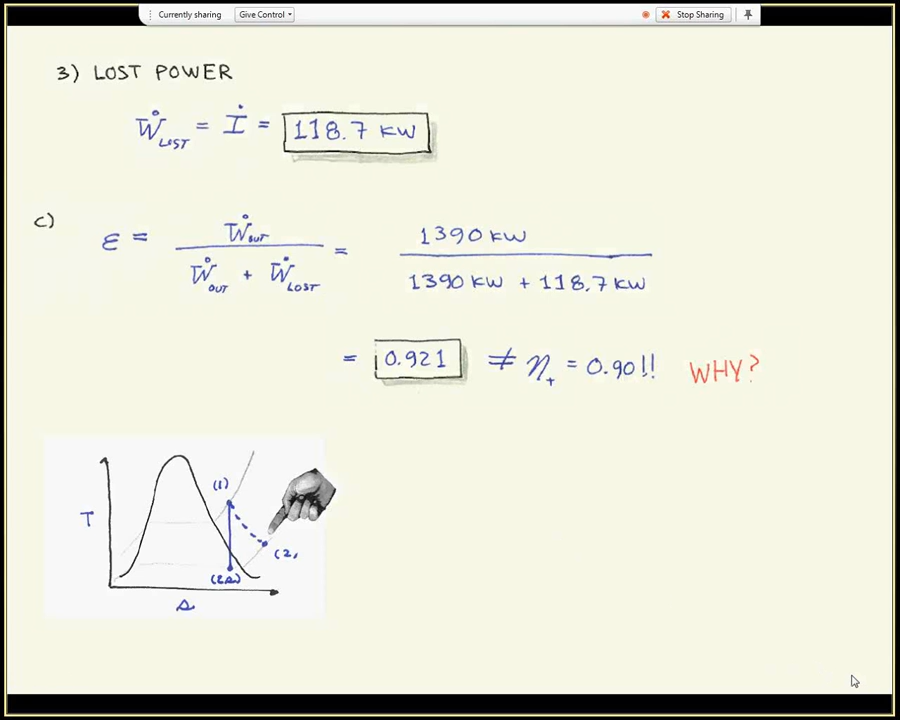 Currently sharing Give Control Stop Sharing
3) LOST POWER
Ẇ_LOST = İ = 118.7 KW
c)
ε = Ẇ_OUT / (Ẇ_OUT + Ẇ_LOST) = 1390 KW / (1390 KW + 118.7 KW)
= 0.921 ≠ η_t = 0.90!! WHY?
(1)
T
(2,
(2s)
s